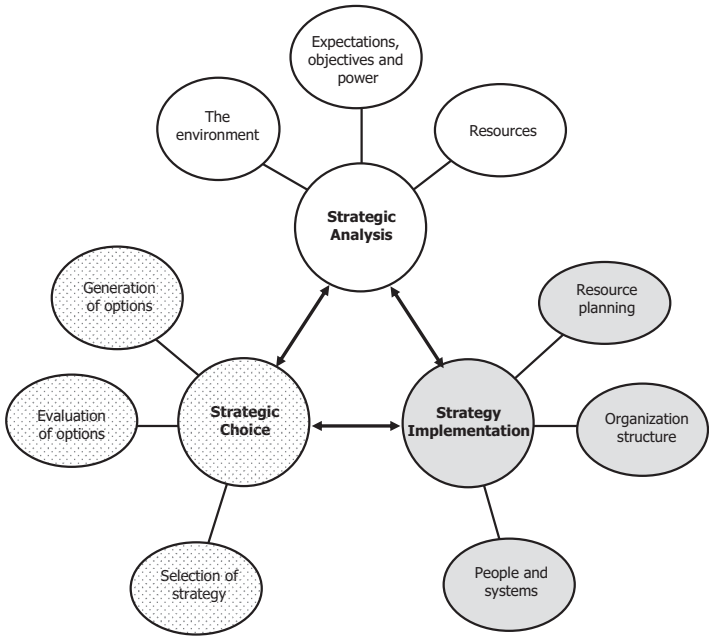 Expectations,
objectives and
power
The
environment
Resources
Strategic
Analysis
Generation
of options
Resource
planning
Evaluation
of options
Strategic
Choice
Strategy
Implementation
Organization
structure
Selection of
strategy
People and
systems